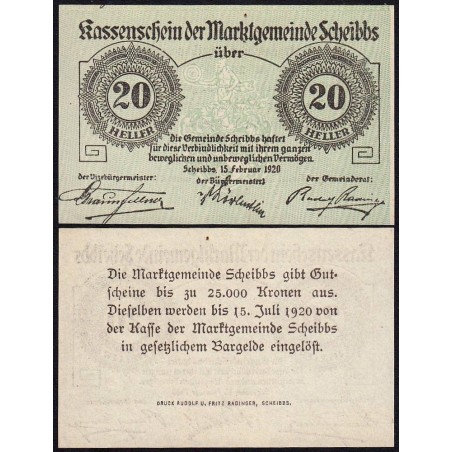 Kassenschein der Marktgemeinde Scheibbs
über
20 HELLER
20 HELLER
die Gemeinde Scheibbs haftet
für diese Verbindlichkeit mit ihrem ganzen
beweglichen und unbeweglichen Vermögen.
Scheibbs, 15. Februar 1920
der Vizebürgermeister:
der Bürgermeister:
der Gemeinderat:
Die Marktgemeinde Scheibbs gibt Gut-
scheine bis zu 25.000 Kronen aus.
Dieselben werden bis 15. Juli 1920 von
der Kasse der Marktgemeinde Scheibbs
in gesetzlichem Bargelde eingelöst.
DRUCK RUDOLF U. FRITZ RADINGER, SCHEIBBS.